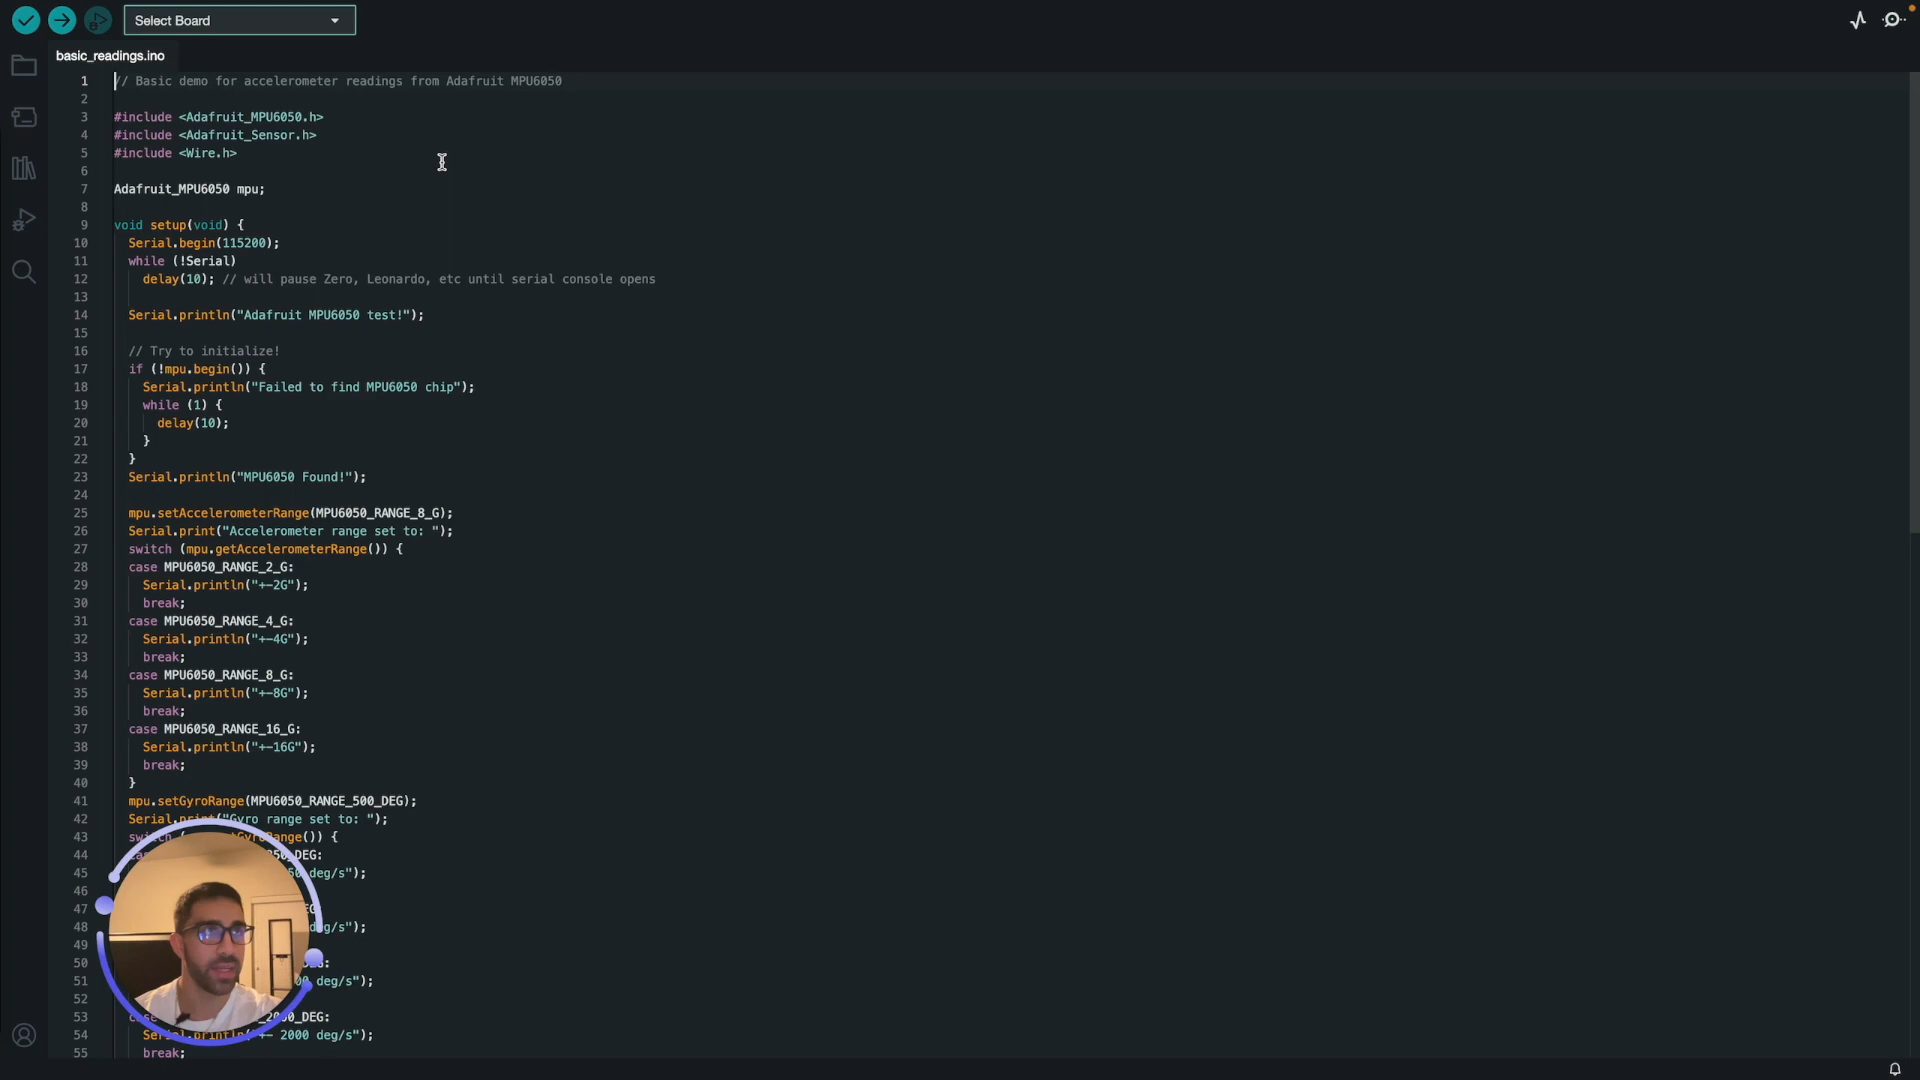 Select Board
basic_readings.ino
1 // Basic demo for accelerometer readings from Adafruit MPU6050
2
3 #include <Adafruit_MPU6050.h>
4 #include <Adafruit_Sensor.h>
5 #include <Wire.h>
6
7 Adafruit_MPU6050 mpu;
8
9 void setup(void) {
10 Serial.begin(115200);
11 while (!Serial)
12 delay(10); // will pause Zero, Leonardo, etc until serial console opens
13
14 Serial.println("Adafruit MPU6050 test!");
15
16 // Try to initialize!
17 if (!mpu.begin()) {
18 Serial.println("Failed to find MPU6050 chip");
19 while (1) {
20 delay(10);
21 }
22 }
23 Serial.println("MPU6050 Found!");
24
25 mpu.setAccelerometerRange(MPU6050_RANGE_8_G);
26 Serial.print("Accelerometer range set to: ");
27 switch (mpu.getAccelerometerRange()) {
28 case MPU6050_RANGE_2_G:
29 Serial.println("+-2G");
30 break;
31 case MPU6050_RANGE_4_G:
32 Serial.println("+-4G");
33 break;
34 case MPU6050_RANGE_8_G:
35 Serial.println("+-8G");
36 break;
37 case MPU6050_RANGE_16_G:
38 Serial.println("+-16G");
39 break;
40 }
41 mpu.setGyroRange(MPU6050_RANGE_500_DEG);
42 Serial.print("Gyro range set to: ");
43 Range()) {
44 DEG:
45 deg/s");
46
47
48 /s");
49
50
51 deg/s");
52
53 _2000_DEG:
54 Serial.println("+- 2000 deg/s");
55 break;